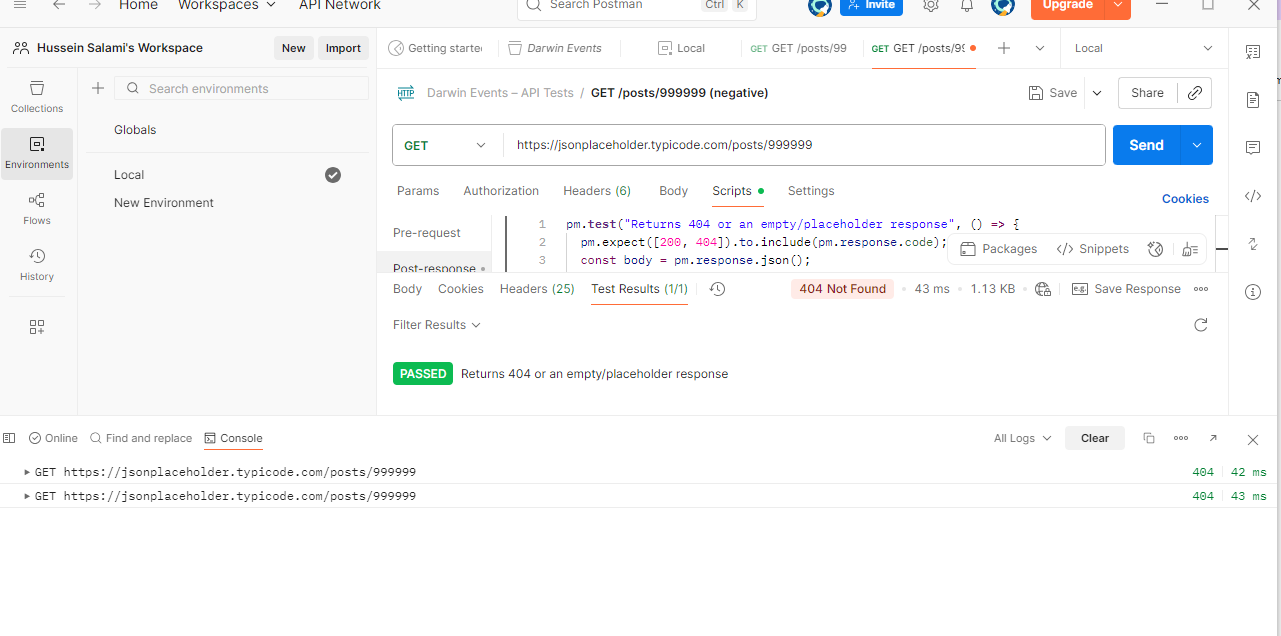 Home Workspaces API Network Search Postman Ctrl K Invite Upgrade
Hussein Salami's Workspace New Import
Getting starte Darwin Events Local GET GET /posts/99 GET GET /posts/99 Local
Collections
Environments
Flows
History
Search environments
Globals
Local
New Environment
HTTP Darwin Events – API Tests / GET /posts/999999 (negative) Save Share
GET https://jsonplaceholder.typicode.com/posts/999999 Send
Params Authorization Headers (6) Body Scripts Settings Cookies
Pre-request
Post-response
1 pm.test("Returns 404 or an empty/placeholder response", () => {
2 pm.expect([200, 404]).to.include(pm.response.code);
3 const body = pm.response.json();
Packages Snippets
Body Cookies Headers (25) Test Results (1/1) 404 Not Found 43 ms 1.13 KB e.g. Save Response
Filter Results
PASSED Returns 404 or an empty/placeholder response
Online Find and replace Console All Logs Clear
GET https://jsonplaceholder.typicode.com/posts/999999 404 42 ms
GET https://jsonplaceholder.typicode.com/posts/999999 404 43 ms